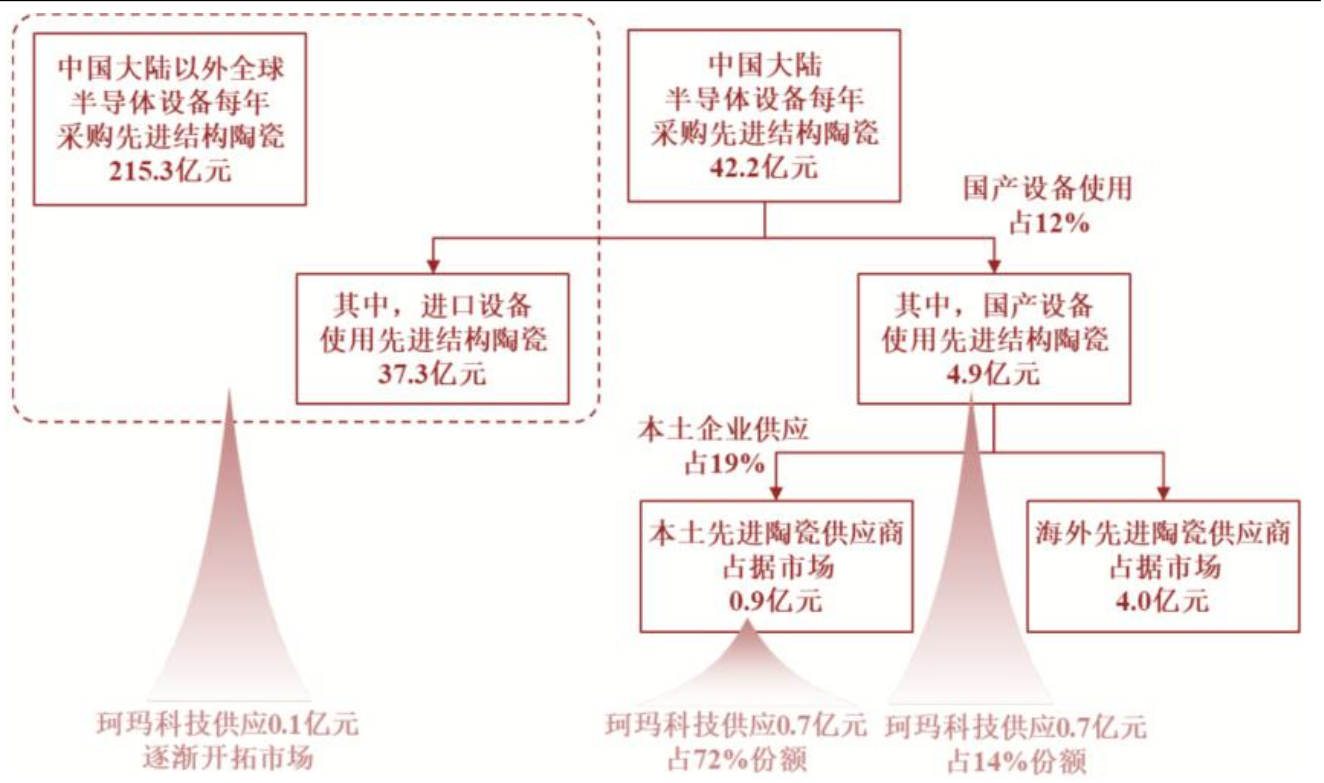 中国大陆以外全球
半导体设备每年
采购先进结构陶瓷
215.3亿元
中国大陆
半导体设备每年
采购先进结构陶瓷
42.2亿元
国产设备使用
占12%
其中，进口设备
使用先进结构陶瓷
37.3亿元
其中，国产设备
使用先进结构陶瓷
4.9亿元
本土企业供应
占19%
本土先进陶瓷供应商
占据市场
0.9亿元
海外先进陶瓷供应商
占据市场
4.0亿元
珂玛科技供应0.1亿元
逐渐开拓市场
珂玛科技供应0.7亿元
占72%份额
珂玛科技供应0.7亿元
占14%份额